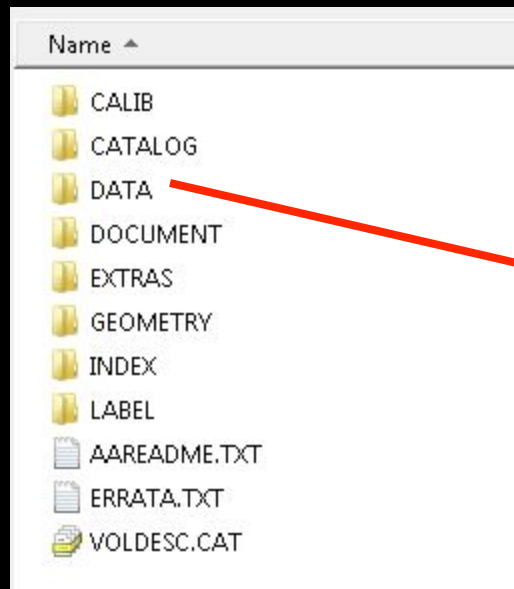 Name
CALIB
CATALOG
DATA
DOCUMENT
EXTRAS
GEOMETRY
INDEX
LABEL
AAREADME.TXT
ERRATA.TXT
VOLDESC.CAT